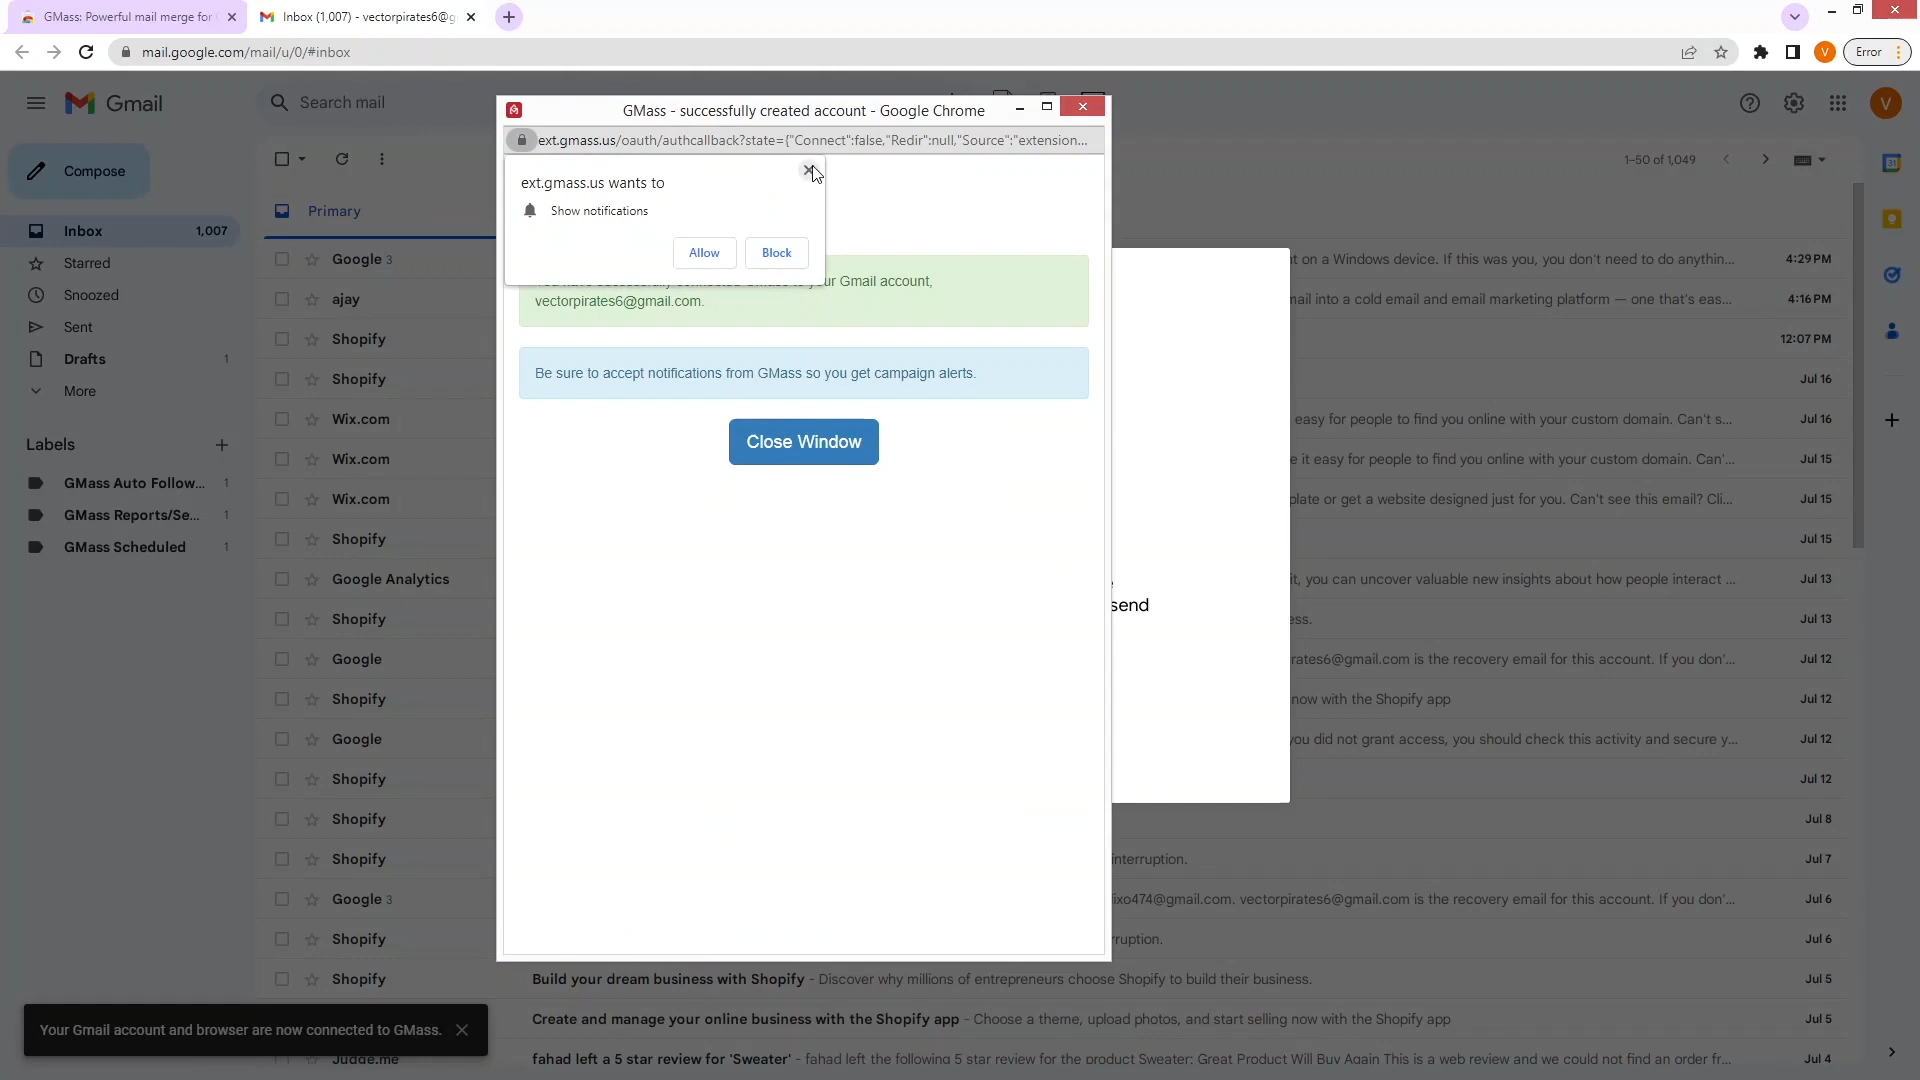 GMass: Powerful mail merge for
Inbox (1,007) - vectorpirates6@g
mail.google.com/mail/u/0/#inbox
V
Error
Gmail
Search mail
V
Compose
1–50 of 1,049
Primary
Inbox 1,007
Starred
Snoozed
Sent
Drafts 1
More
Labels
GMass Auto Follow... 1
GMass Reports/Se... 1
GMass Scheduled 1
GMass - successfully created account - Google Chrome
ext.gmass.us/oauth/authcallback?state={"Connect":false,"Redir":null,"Source":"extension...
ext.gmass.us wants to
Show notifications
Allow
Block
ur Gmail account,
vectorpirates6@gmail.com.
Be sure to accept notifications from GMass so you get campaign alerts.
Close Window
send
Google 3 on a Windows device. If this was you, you don't need to do anythin... 4:29 PM
ajay mail into a cold email and email marketing platform — one that's eas... 4:16 PM
Shopify 12:07 PM
Shopify Jul 16
Wix.com easy for people to find you online with your custom domain. Can't s... Jul 16
Wix.com e it easy for people to find you online with your custom domain. Can'... Jul 15
Wix.com plate or get a website designed just for you. Can't see this email? Cli... Jul 15
Shopify Jul 15
Google Analytics it, you can uncover valuable new insights about how people interact ... Jul 13
Shopify ess. Jul 13
Google rates6@gmail.com is the recovery email for this account. If you don'... Jul 12
Shopify now with the Shopify app Jul 12
Google you did not grant access, you should check this activity and secure y... Jul 12
Shopify Jul 12
Shopify Jul 8
Shopify interruption. Jul 7
Google 3 ixo474@gmail.com. vectorpirates6@gmail.com is the recovery email for this account. If you don'... Jul 6
Shopify ruption. Jul 6
Shopify Build your dream business with Shopify - Discover why millions of entrepreneurs choose Shopify to build their business. Jul 5
Create and manage your online business with the Shopify app - Choose a theme, upload photos, and start selling now with the Shopify app Jul 5
Judge.me fahad left a 5 star review for 'Sweater' - fahad left the following 5 star review for the product Sweater: Great Product Will Buy Again This is a web review and we could not find an order fr... Jul 4
Your Gmail account and browser are now connected to GMass.